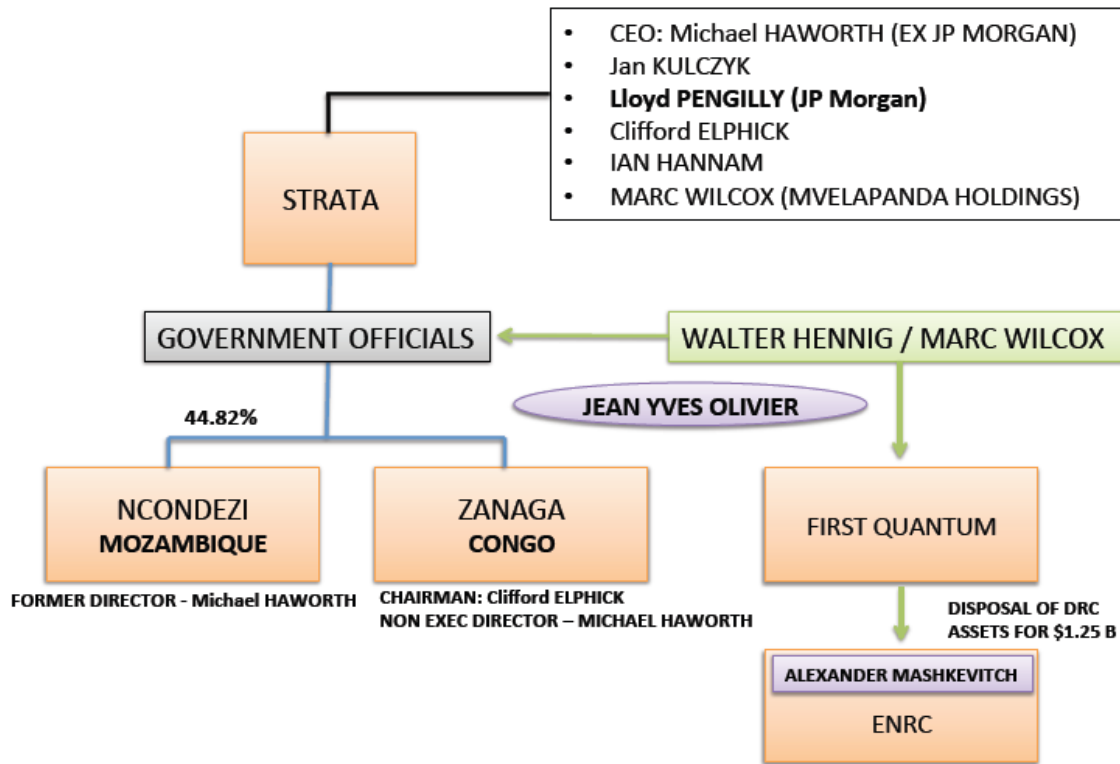 • CEO: Michael HAWORTH (EX JP MORGAN)
• Jan KULCZYK
• Lloyd PENGILLY (JP Morgan)
• Clifford ELPHICK
• IAN HANNAM
• MARC WILCOX (MVELAPANDA HOLDINGS)
STRATA
GOVERNMENT OFFICIALS
WALTER HENNIG / MARC WILCOX
JEAN YVES OLIVIER
44.82%
NCONDEZI
MOZAMBIQUE
ZANAGA
CONGO
FIRST QUANTUM
FORMER DIRECTOR - Michael HAWORTH
CHAIRMAN: Clifford ELPHICK
NON EXEC DIRECTOR – MICHAEL HAWORTH
DISPOSAL OF DRC
ASSETS FOR $1.25 B
ALEXANDER MASHKEVITCH
ENRC